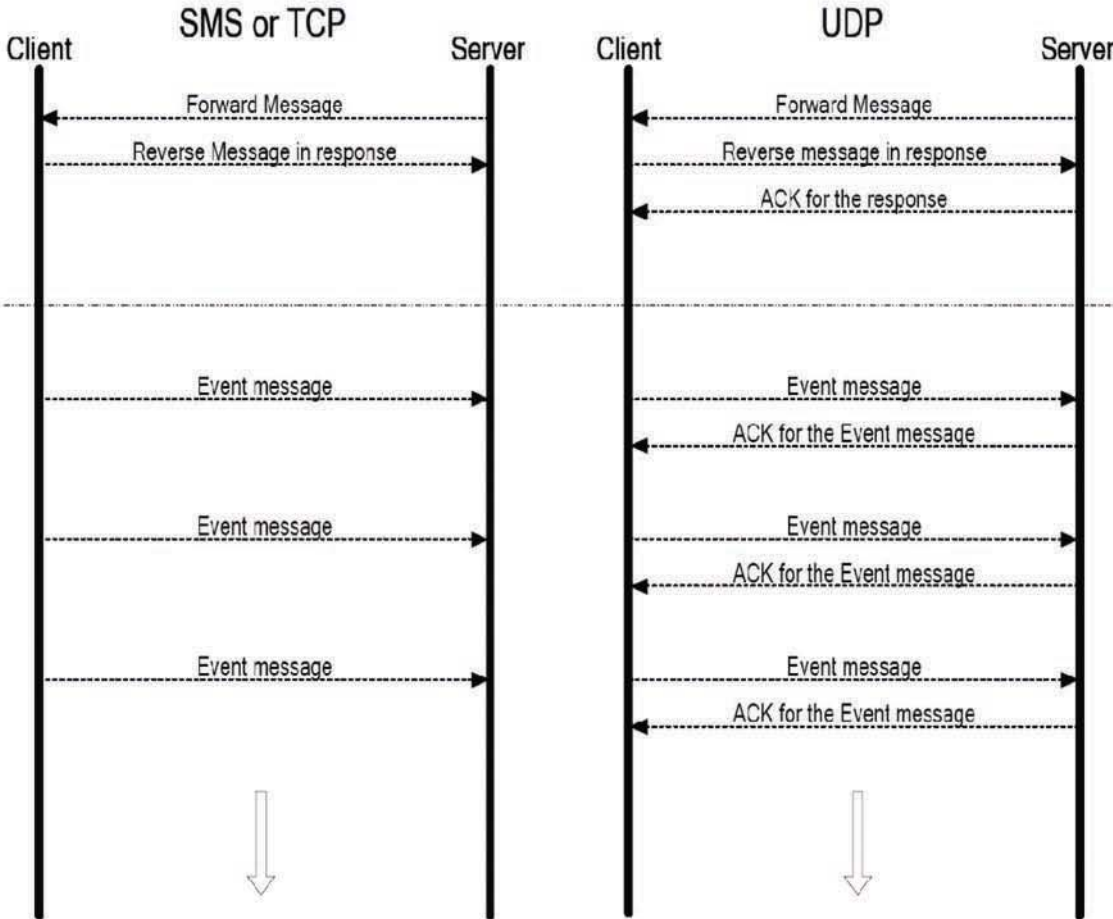 SMS or TCP
Client
Server
Forward Message
Reverse Message in response
Event message
Event message
Event message
UDP
Client
Server
Forward Message
Reverse message in response
ACK for the response
Event message
ACK for the Event message
Event message
ACK for the Event message
Event message
ACK for the Event message